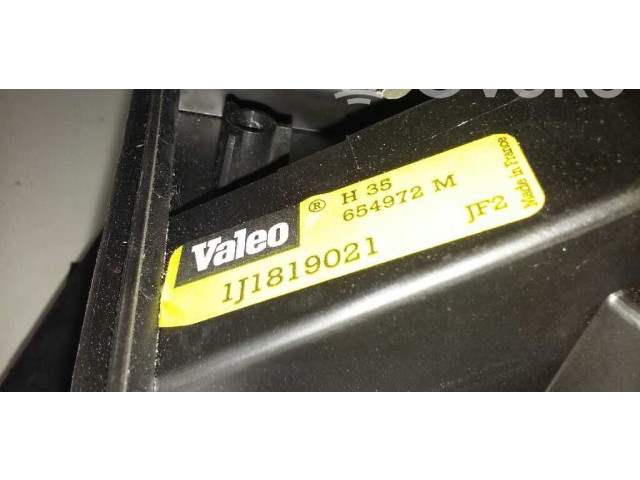 Valeo ® H 35
654972 M
1J1819021
JF2
Made in France